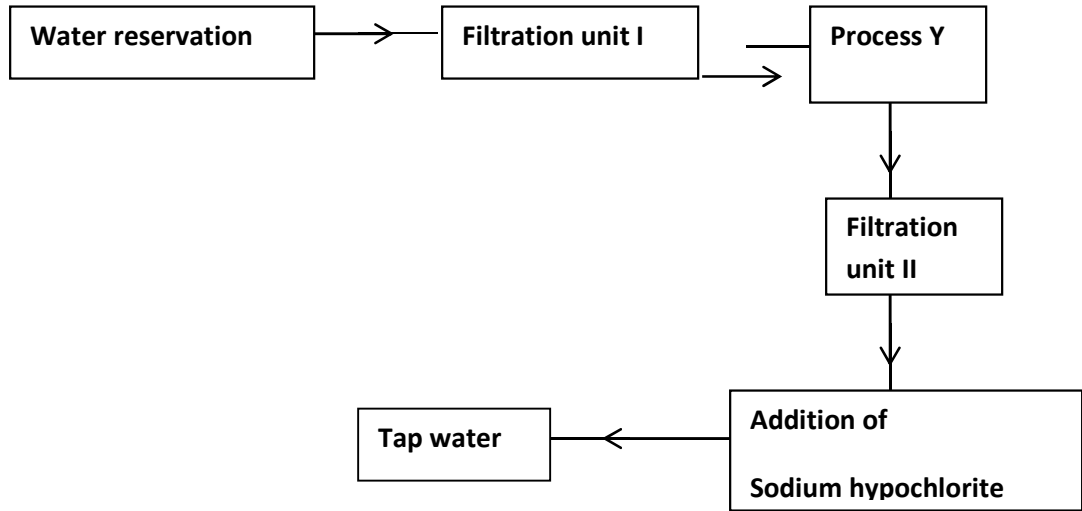 Water reservation
Filtration unit I
Process Y
Filtration
unit II
Addition of
Sodium hypochlorite
Tap water